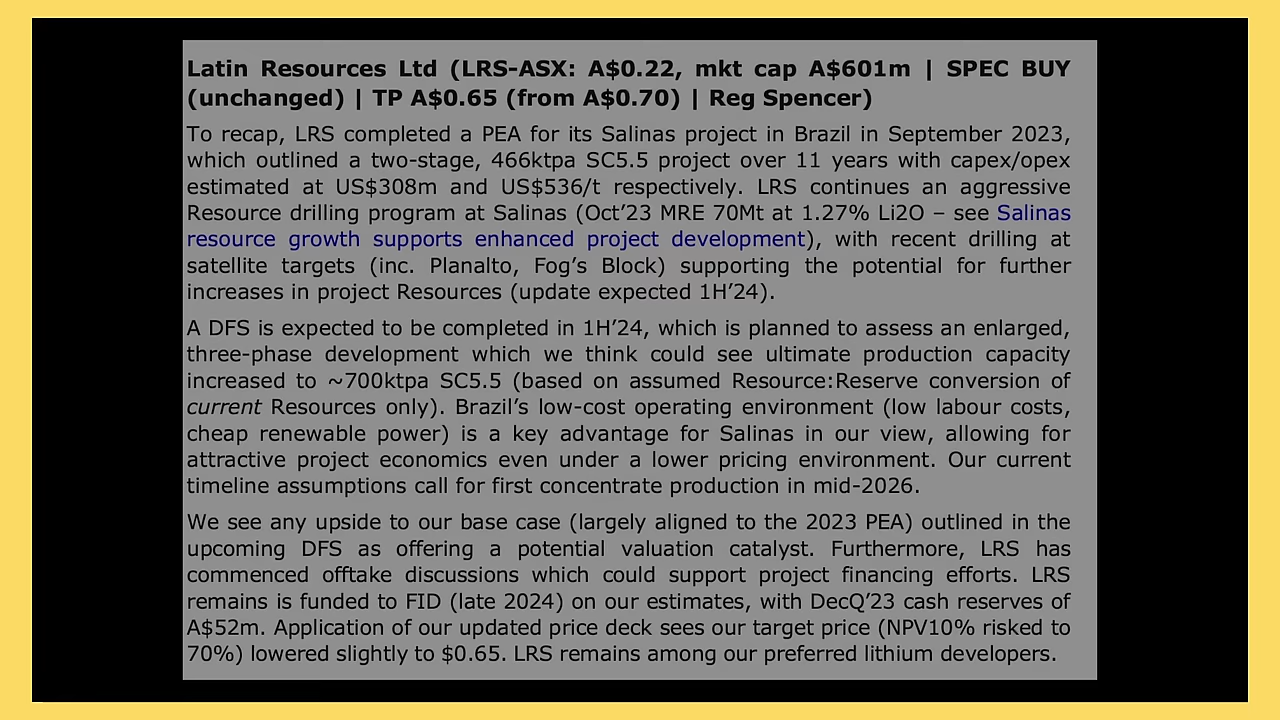 Latin Resources Ltd (LRS-ASX: A$0.22, mkt cap A$601m | SPEC BUY
(unchanged) | TP A$0.65 (from A$0.70) | Reg Spencer)
To recap, LRS completed a PEA for its Salinas project in Brazil in September 2023,
which outlined a two-stage, 466ktpa SC5.5 project over 11 years with capex/opex
estimated at US$308m and US$536/t respectively. LRS continues an aggressive
Resource drilling program at Salinas (Oct’23 MRE 70Mt at 1.27% Li2O – see Salinas
resource growth supports enhanced project development), with recent drilling at
satellite targets (inc. Planalto, Fog’s Block) supporting the potential for further
increases in project Resources (update expected 1H’24).
A DFS is expected to be completed in 1H’24, which is planned to assess an enlarged,
three-phase development which we think could see ultimate production capacity
increased to ~700ktpa SC5.5 (based on assumed Resource:Reserve conversion of
current Resources only). Brazil’s low-cost operating environment (low labour costs,
cheap renewable power) is a key advantage for Salinas in our view, allowing for
attractive project economics even under a lower pricing environment. Our current
timeline assumptions call for first concentrate production in mid-2026.
We see any upside to our base case (largely aligned to the 2023 PEA) outlined in the
upcoming DFS as offering a potential valuation catalyst. Furthermore, LRS has
commenced offtake discussions which could support project financing efforts. LRS
remains is funded to FID (late 2024) on our estimates, with DecQ’23 cash reserves of
A$52m. Application of our updated price deck sees our target price (NPV10% risked to
70%) lowered slightly to $0.65. LRS remains among our preferred lithium developers.